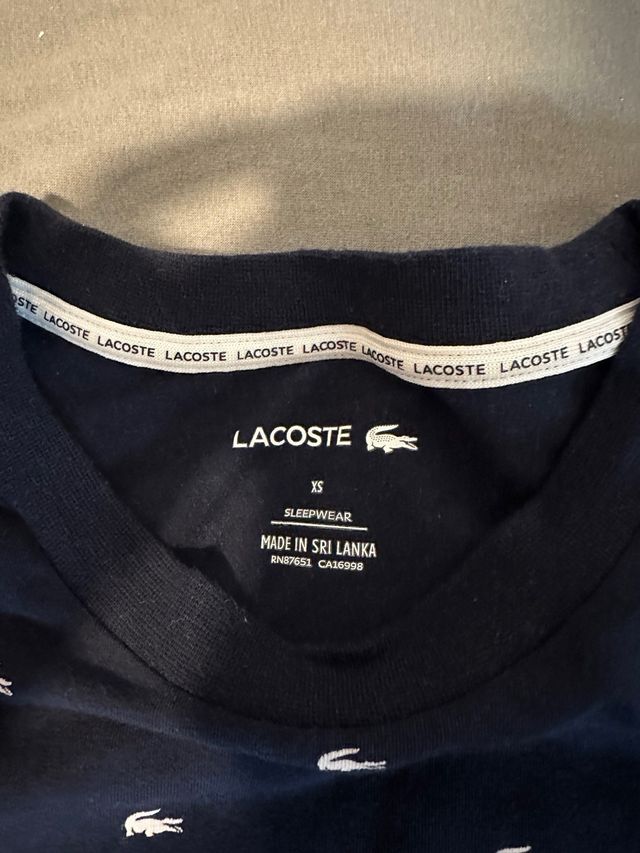 LACOSTE LACOSTE LACOSTE LACOSTE LACOSTE LACOSTE LACOSTE LACOSTE
LACOSTE
XS
SLEEPWEAR
MADE IN SRI LANKA
RN87651 CA16998